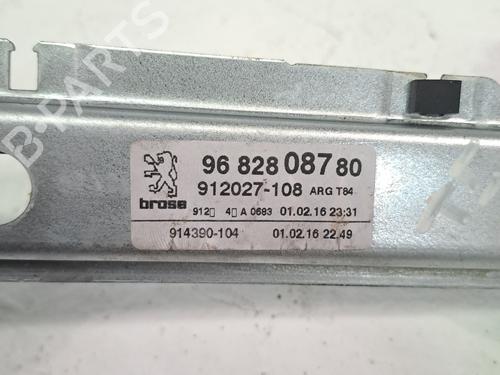 B-PARTS
96 828 087 80
912027-108 ARG T84
brose
912 4 A 0683 01.02.16 23:31
914390-104 01.02.16 22:49